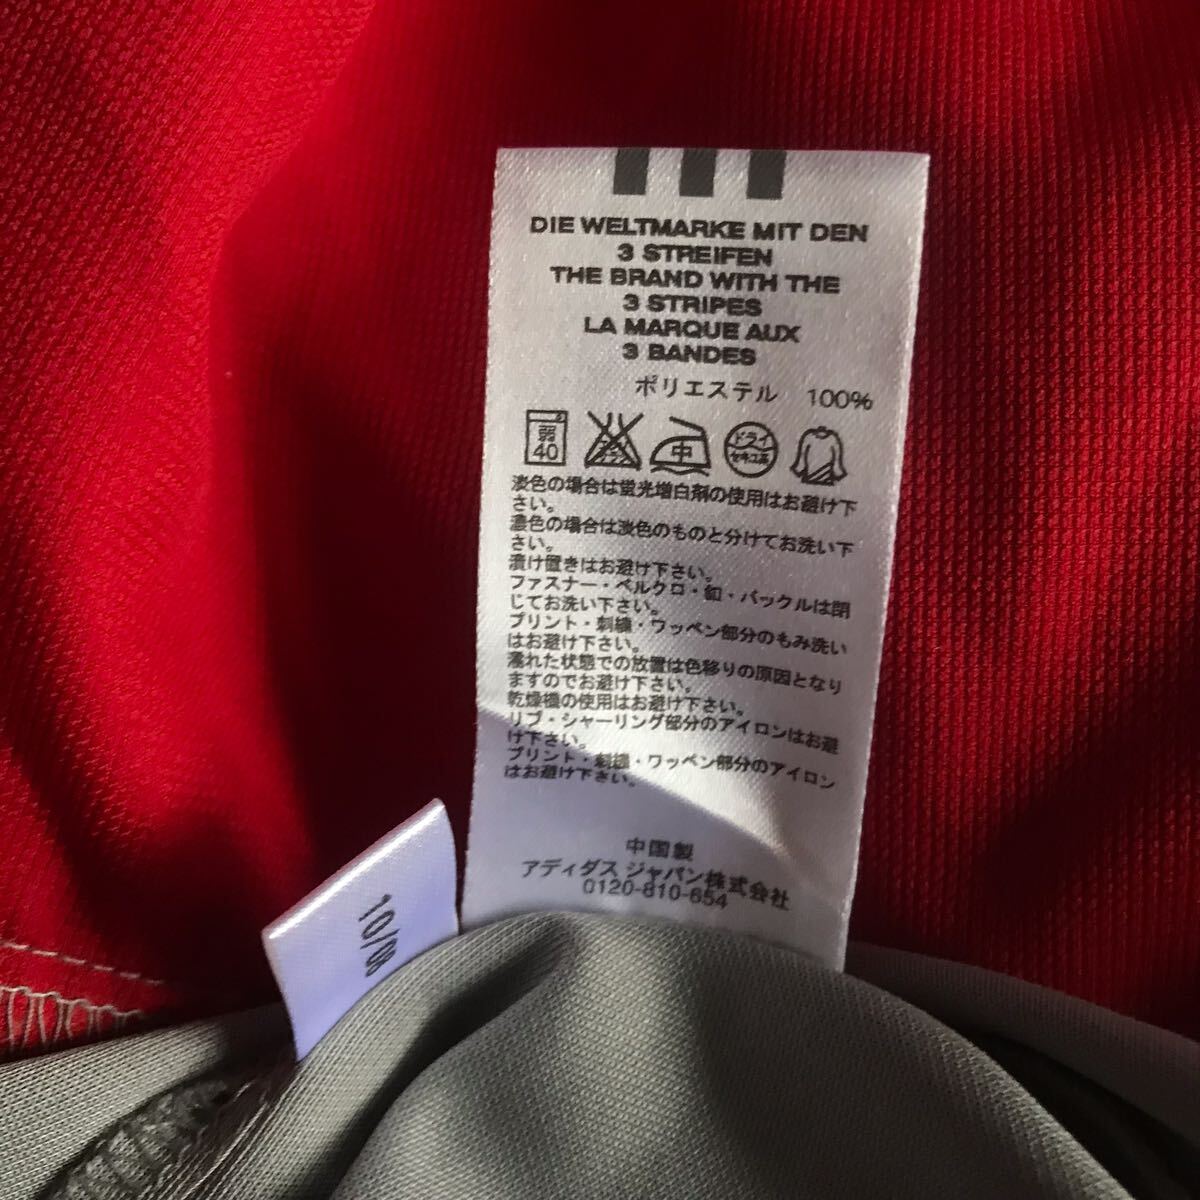 DIE WELTMARKE MIT DEN
3 STREIFEN
THE BRAND WITH THE
3 STRIPES
LA MARQUE AUX
3 BANDES
ポリエステル 100%
弱
40
中
ドライ
セキユ系
淡色の場合は蛍光増白剤の使用はお避け下
さい。
濃色の場合は淡色のものと分けてお洗い下
さい。
漬け置きはお避け下さい。
ファスナー・ベルクロ・釦・バックルは閉
じてお洗い下さい。
プリント・刺繍・ワッペン部分のもみ洗い
はお避け下さい。
濡れた状態での放置は色移りの原因となり
ますのでお避け下さい。
乾燥機の使用はお避け下さい。
リブ・シャーリング部分のアイロンはお避
け下さい。
プリント・刺繍・ワッペン部分のアイロン
はお避け下さい。
中国製
アディダス ジャパン株式会社
0120-810-654
10/08